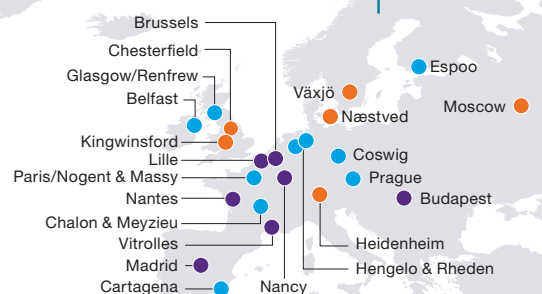 Brussels
Chesterfield
Glasgow/Renfrew
Belfast
Kingwinsford
Lille
Paris/Nogent & Massy
Nantes
Chalon & Meyzieu
Vitrolles
Madrid
Cartagena
Nancy
Espoo
Växjö
Moscow
Næstved
Coswig
Prague
Budapest
Heidenheim
Hengelo & Rheden